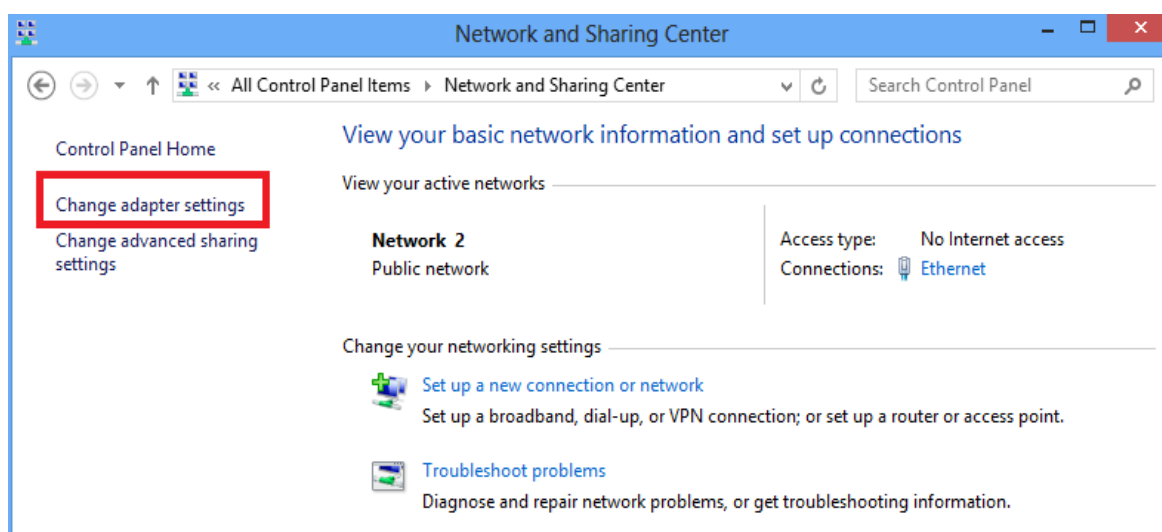 Network and Sharing Center
« All Control Panel Items Network and Sharing Center
Search Control Panel
Control Panel Home
Change adapter settings
Change advanced sharing
settings
View your basic network information and set up connections
View your active networks
Network 2
Public network
Access type: No Internet access
Connections: Ethernet
Change your networking settings
Set up a new connection or network
Set up a broadband, dial-up, or VPN connection; or set up a router or access point.
Troubleshoot problems
Diagnose and repair network problems, or get troubleshooting information.